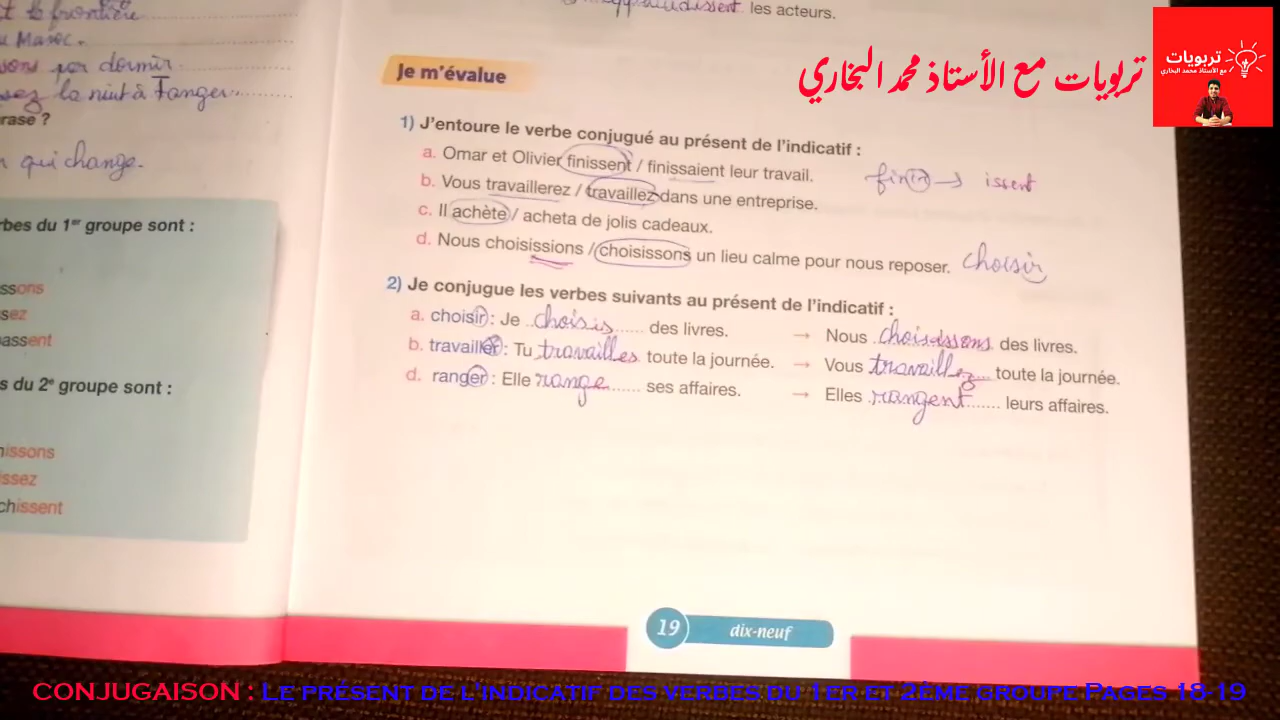 les acteurs.
la frontière
Maroc.
par dormir.
la nuit à Tanger.
rase ?
qui change.
rbes du 1er groupe sont :
ssons
sez
assent
s du 2e groupe sont :
issons
issez
chissent
Je m'évalue
1) J'entoure le verbe conjugué au présent de l'indicatif :
a. Omar et Olivier finissent / finissaient leur travail. finir → issent
b. Vous travaillerez / travaillez dans une entreprise.
c. Il achète / acheta de jolis cadeaux.
d. Nous choisissions / choisissons un lieu calme pour nous reposer. choisir
2) Je conjugue les verbes suivants au présent de l'indicatif :
a. choisir : Je choisis des livres. → Nous choisissons des livres.
b. travailler : Tu travailles toute la journée. → Vous travaillez toute la journée.
d. ranger : Elle range ses affaires. → Elles rangent leurs affaires.
19 dix-neuf
تربويات مع الأستاذ محمد البخاري
تربويات
مع الأستاذ محمد البخاري
CONJUGAISON : LE PRÉSENT DE L'INDICATIF DES VERBES DU 1ER ET 2ÈME GROUPE PAGES 18-19